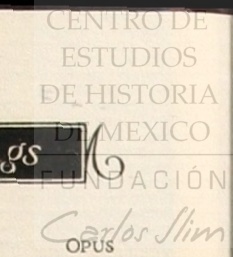 CENTRO DE
ESTUDIOS
DE HISTORIA
DE MEXICO
gs
FUNDACIÓN
Carlos Slim
OPUS